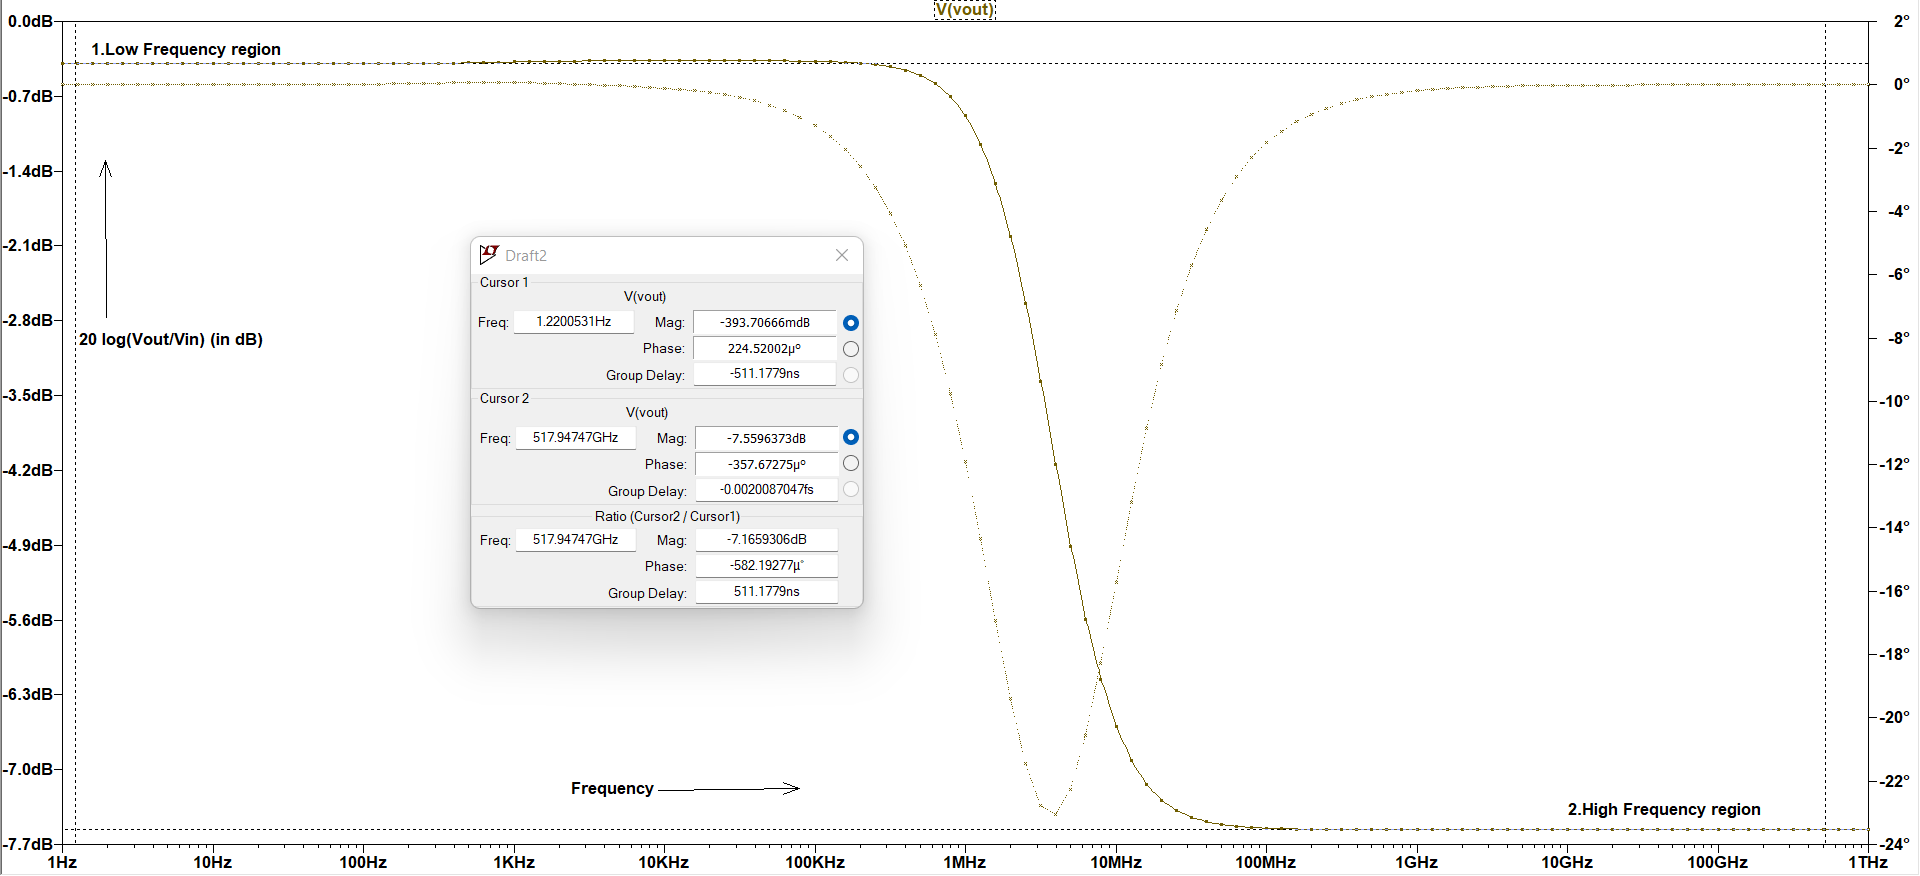 V(vout)
0.0dB
-0.7dB
-1.4dB
-2.1dB
-2.8dB
-3.5dB
-4.2dB
-4.9dB
-5.6dB
-6.3dB
-7.0dB
-7.7dB
1.Low Frequency region
20 log(Vout/Vin) (in dB)
Draft2
Cursor 1
V(vout)
Freq: 1.2200531Hz Mag: -393.70666mdB
Phase: 224.52002µ°
Group Delay: -511.1779ns
Cursor 2
V(vout)
Freq: 517.94747GHz Mag: -7.5596373dB
Phase: -357.67275µ°
Group Delay: -0.0020087047fs
Ratio (Cursor2 / Cursor1)
Freq: 517.94747GHz Mag: -7.1659306dB
Phase: -582.19277µ°
Group Delay: 511.1779ns
Frequency
2.High Frequency region
2°
0°
-2°
-4°
-6°
-8°
-10°
-12°
-14°
-16°
-18°
-20°
-22°
-24°
1Hz 10Hz 100Hz 1KHz 10KHz 100KHz 1MHz 10MHz 100MHz 1GHz 10GHz 100GHz 1THz